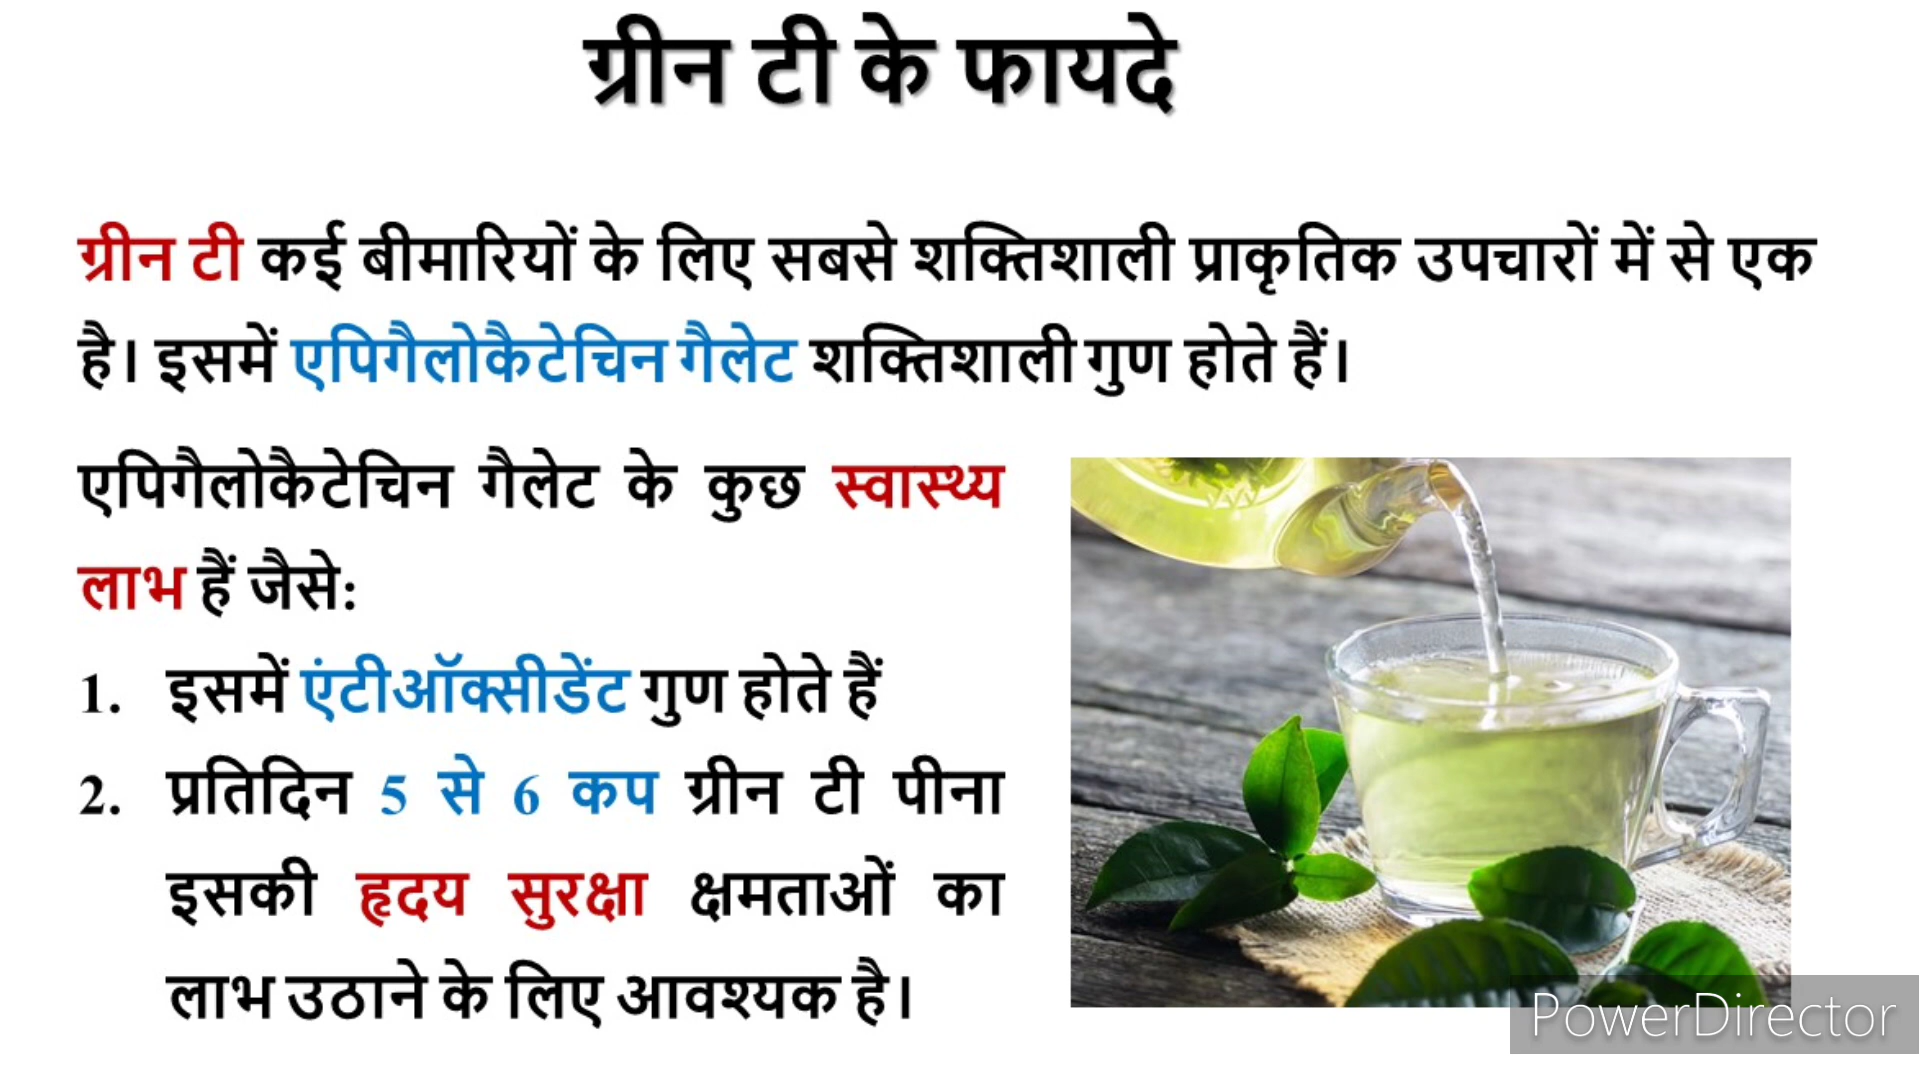 ग्रीन टी के फायदे
ग्रीन टी कई बीमारियों के लिए सबसे शक्तिशाली प्राकृतिक उपचारों में से एक
है। इसमें एपिगैलोकैटेचिन गैलेट शक्तिशाली गुण होते हैं।
एपिगैलोकैटेचिन गैलेट के कुछ स्वास्थ्य
लाभ हैं जैसे:
1. इसमें एंटीऑक्सीडेंट गुण होते हैं
2. प्रतिदिन 5 से 6 कप ग्रीन टी पीना
इसकी हृदय सुरक्षा क्षमताओं का
लाभ उठाने के लिए आवश्यक है।
PowerDirector